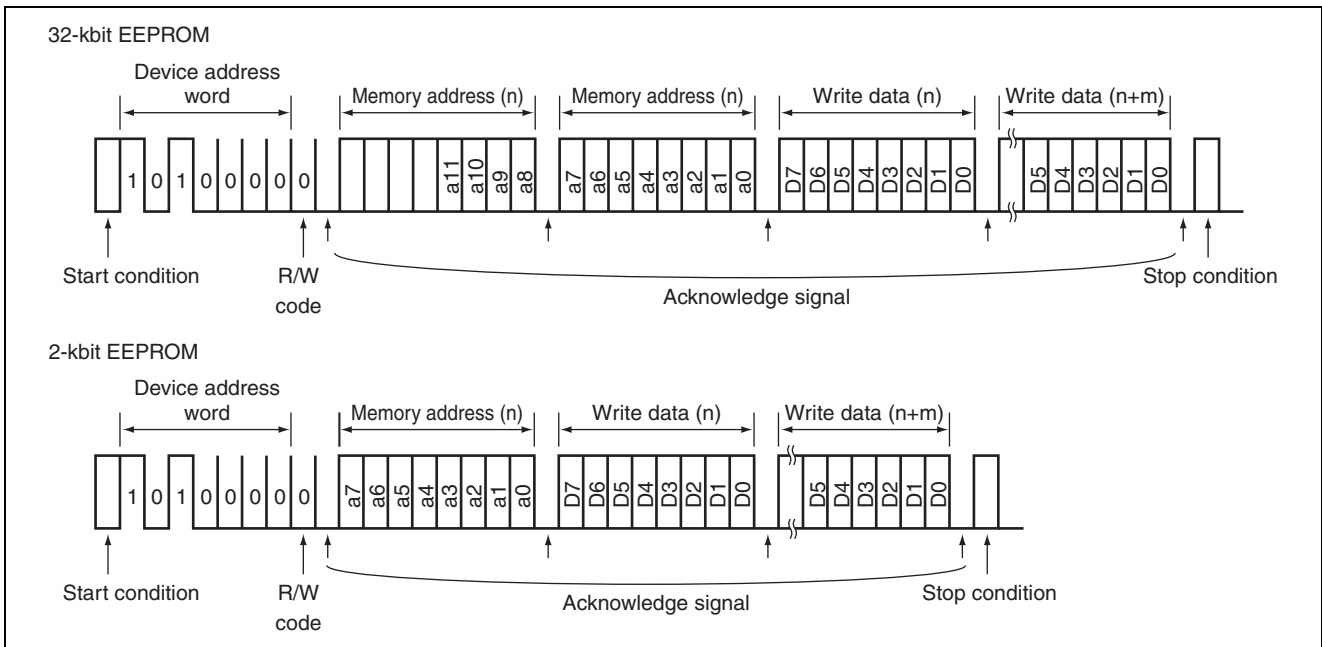 32-kbit EEPROM
Device address
word
Memory address (n)
Memory address (n)
Write data (n)
Write data (n+m)
1 0 1 0 0 0 0 0
a11 a10 a9 a8
a7 a6 a5 a4 a3 a2 a1 a0
D7 D6 D5 D4 D3 D2 D1 D0
D5 D4 D3 D2 D1 D0
Start condition
R/W
code
Acknowledge signal
Stop condition
2-kbit EEPROM
Device address
word
Memory address (n)
Write data (n)
Write data (n+m)
1 0 1 0 0 0 0 0
a7 a6 a5 a4 a3 a2 a1 a0
D7 D6 D5 D4 D3 D2 D1 D0
D5 D4 D3 D2 D1 D0
Start condition
R/W
code
Acknowledge signal
Stop condition